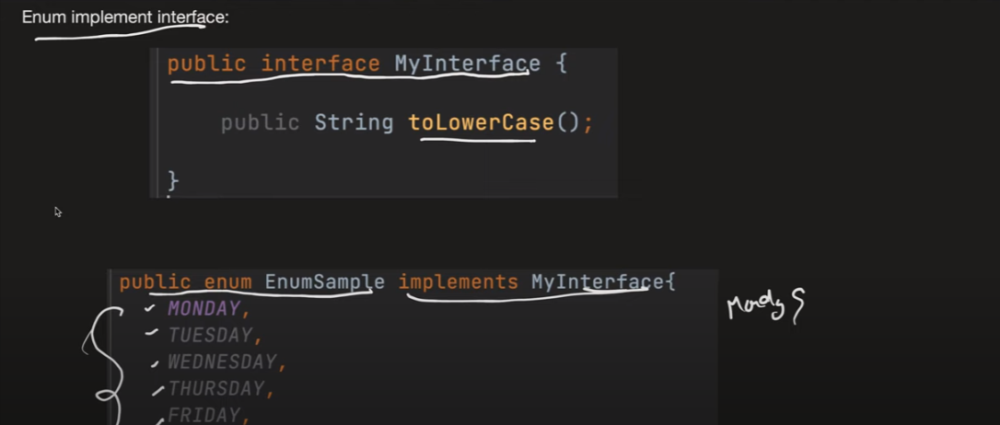 Enum implement interface:
public interface MyInterface {
public String toLowerCase();
}
public enum EnumSample implements MyInterface{
MONDAY,
TUESDAY,
WEDNESDAY,
THURSDAY,
FRIDAY,